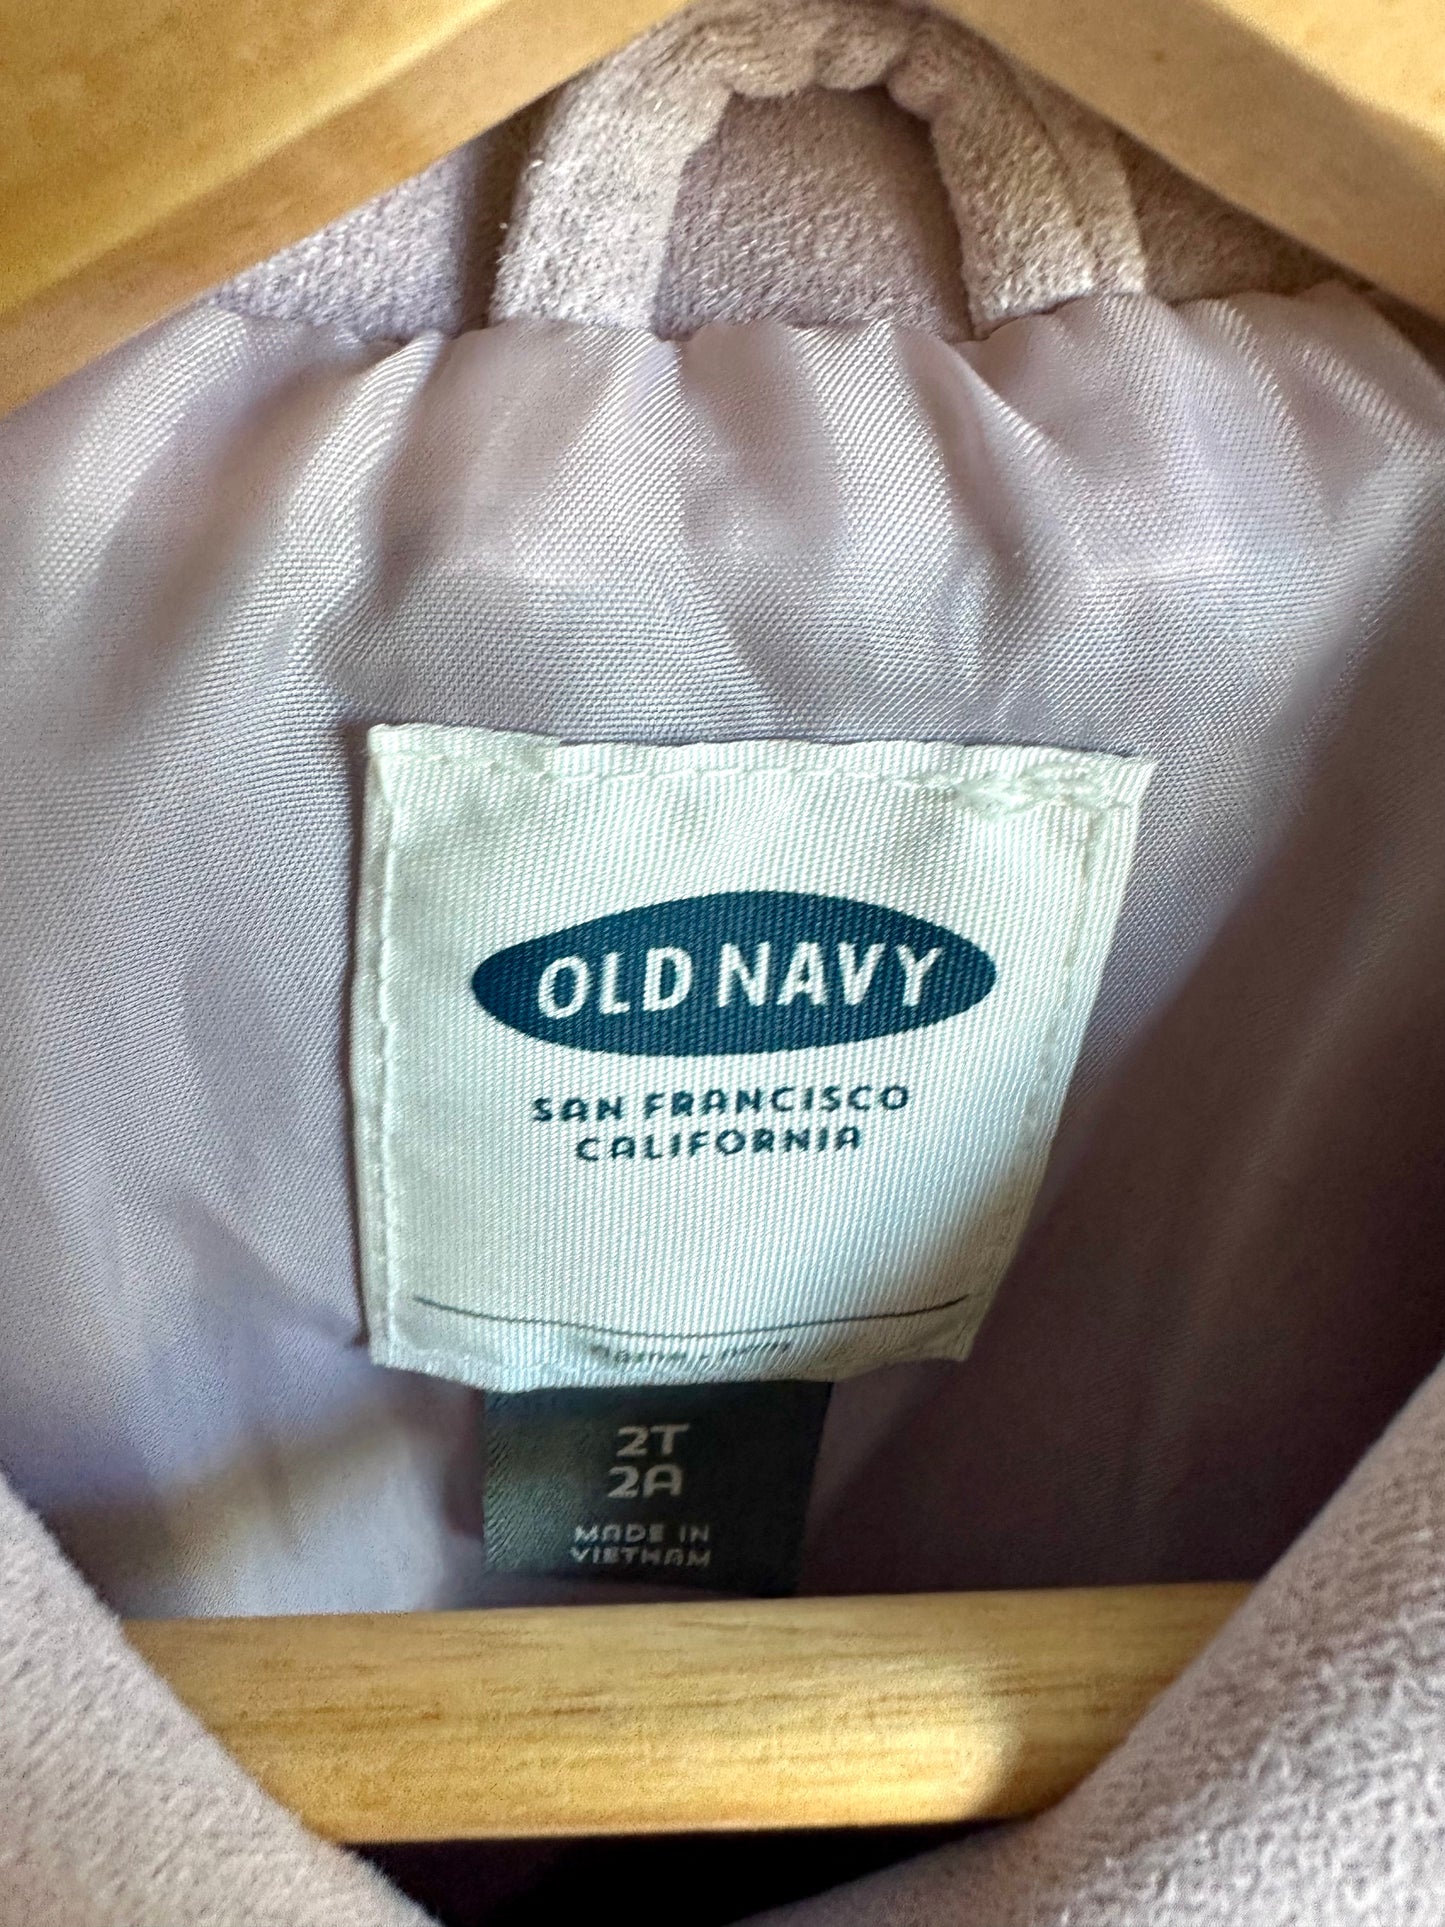 OLD NAVY
SAN FRANCISCO
CALIFORNIA
2T
2A
MADE IN
VIETNAM